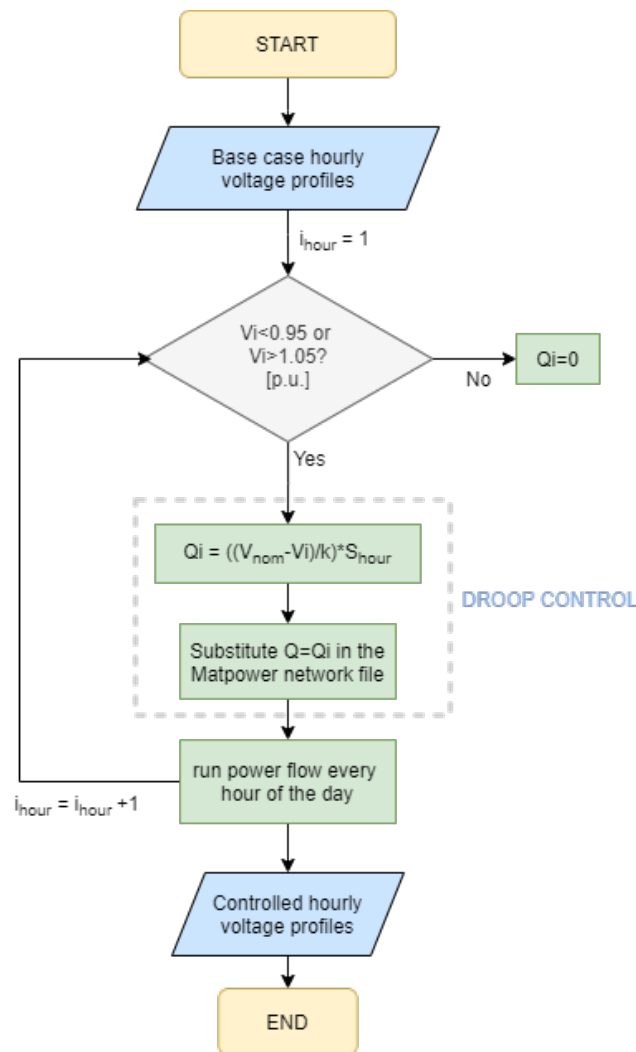 START
Base case hourly
voltage profiles
i_hour = 1
Vi<0.95 or
Vi>1.05?
[p.u.]
No
Qi=0
Yes
Qi = ((V_nom-Vi)/k)*S_hour
DROOP CONTROL
Substitute Q=Qi in the
Matpower network file
run power flow every
hour of the day
i_hour = i_hour +1
Controlled hourly
voltage profiles
END